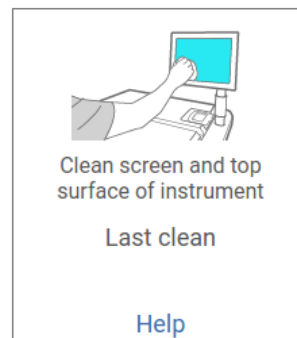 Clean screen and top
surface of instrument
Last clean
Help